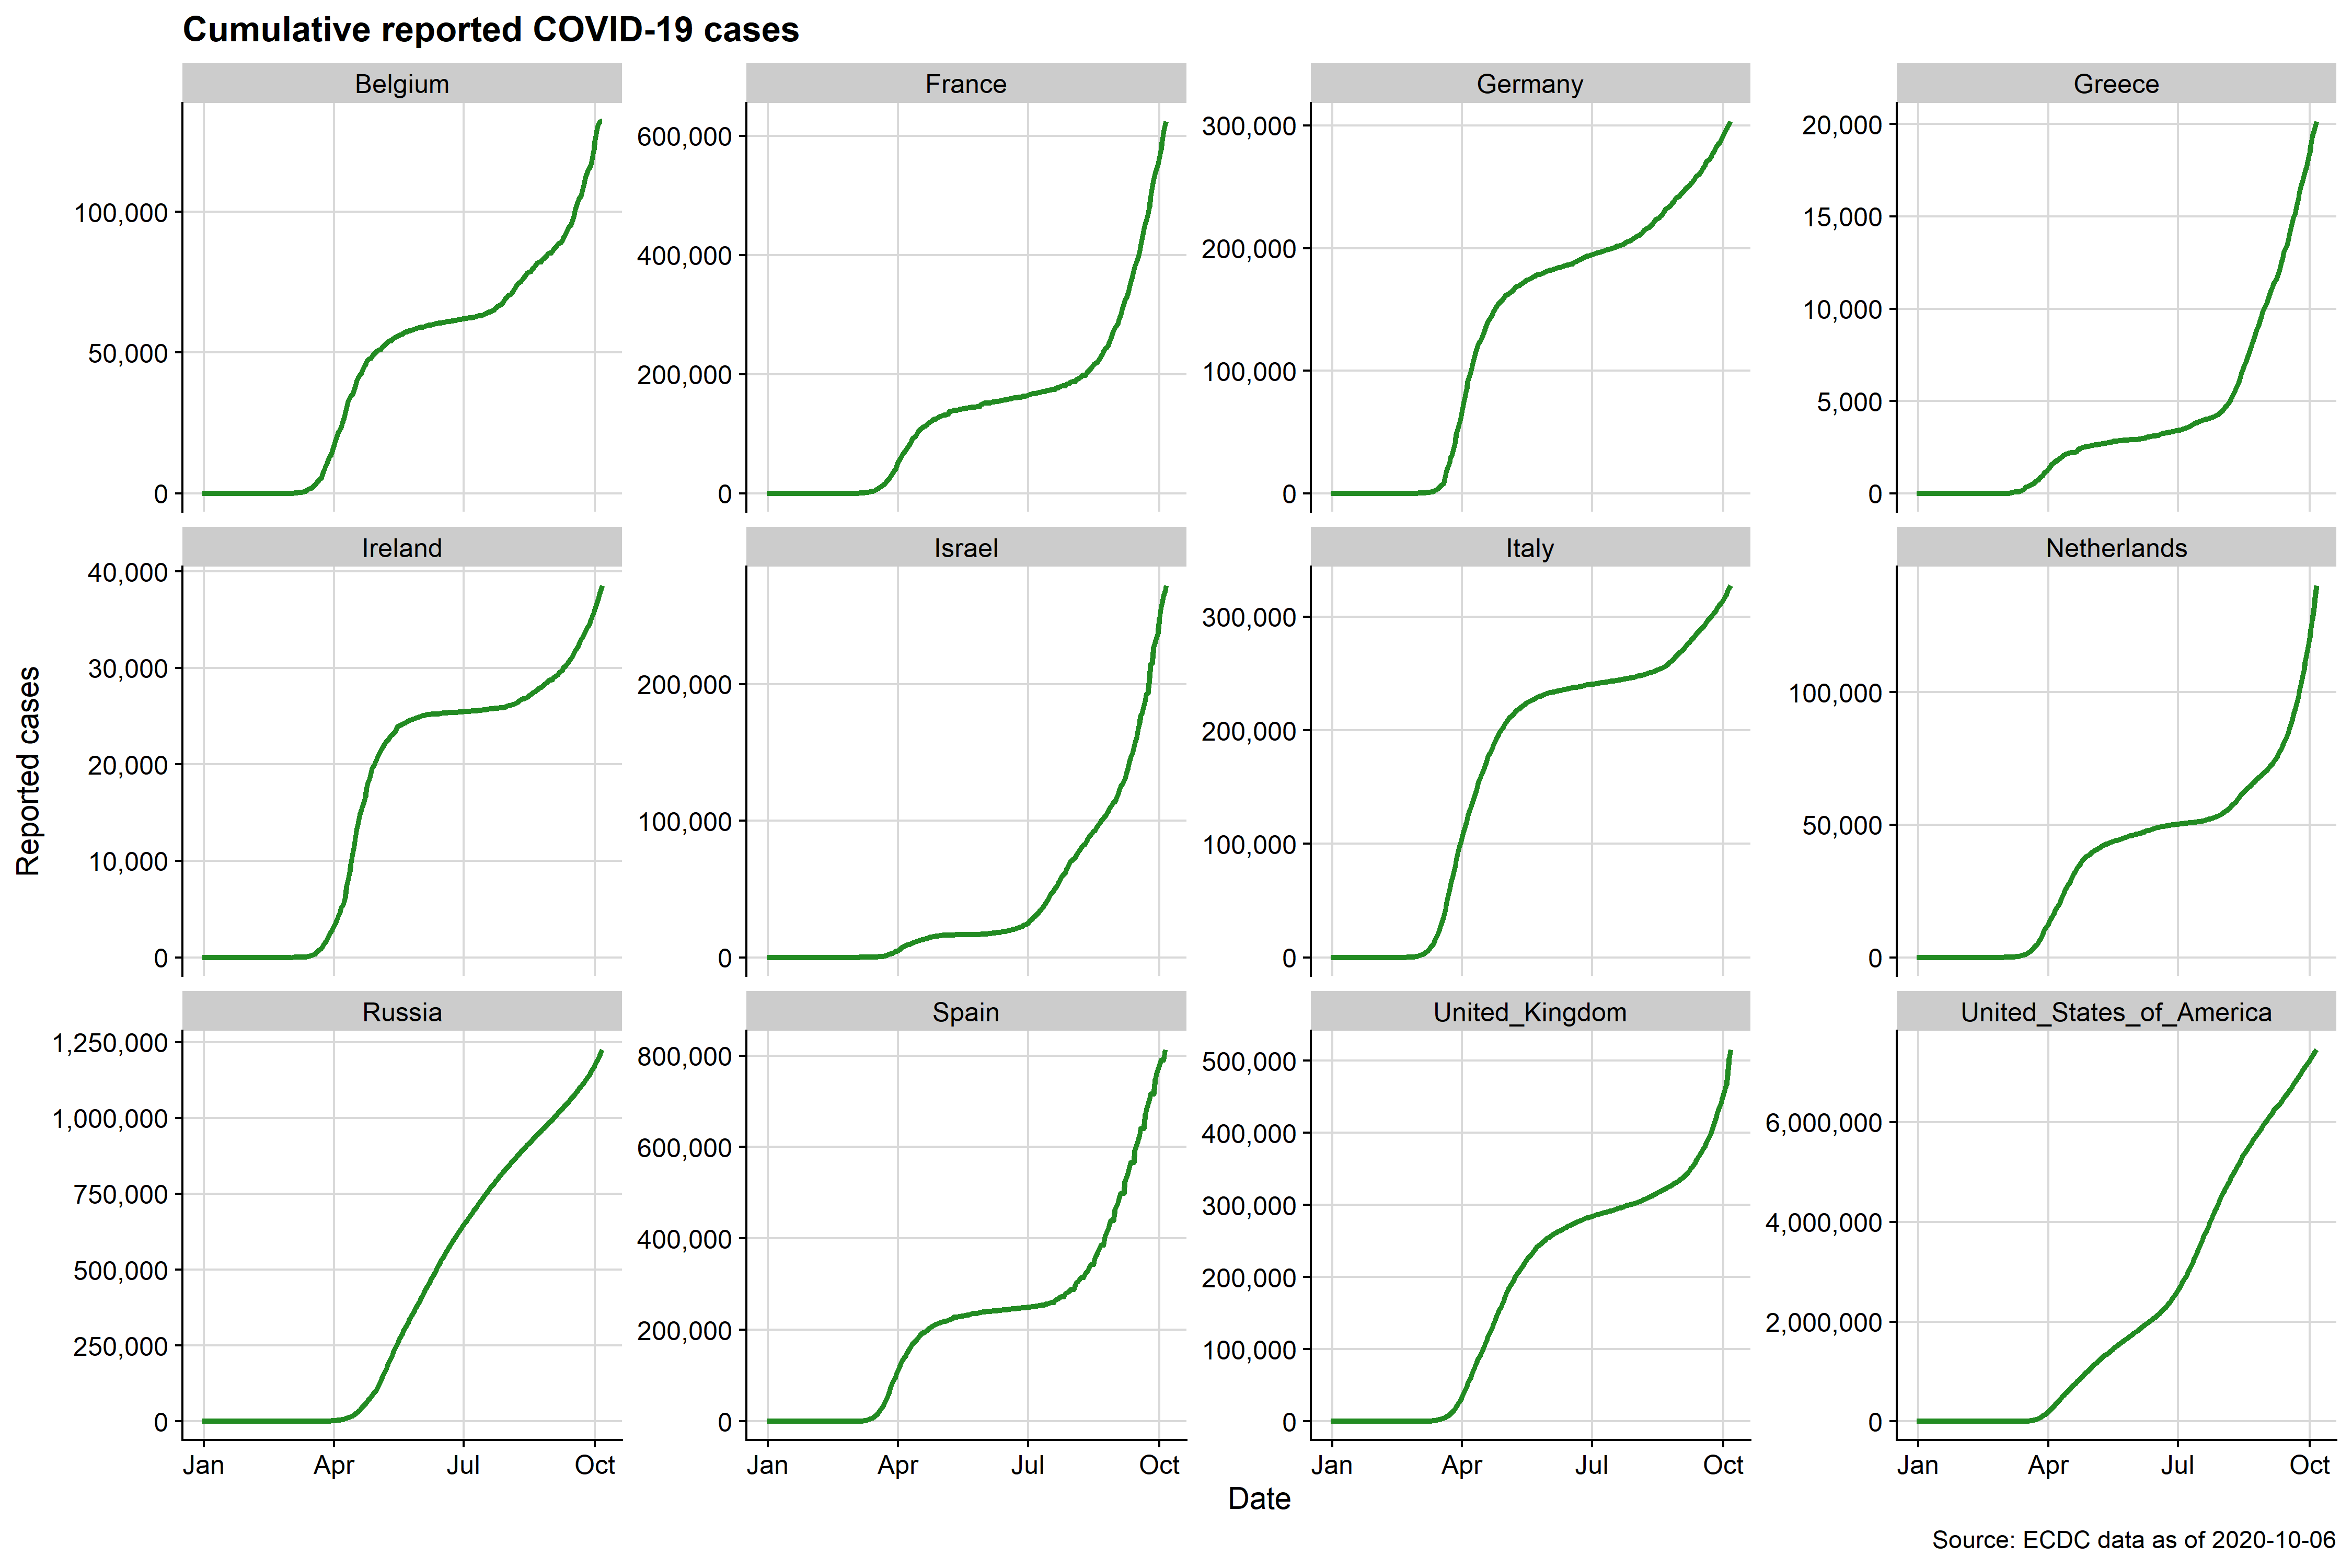 Cumulative reported COVID-19 cases
Belgium
France
Germany
Greece
100,000
50,000
0
600,000
400,000
200,000
0
300,000
200,000
100,000
0
20,000
15,000
10,000
5,000
0
Ireland
Israel
Italy
Netherlands
40,000
30,000
20,000
10,000
0
200,000
100,000
0
300,000
200,000
100,000
0
100,000
50,000
0
Reported cases
Russia
Spain
United_Kingdom
United_States_of_America
1,250,000
1,000,000
750,000
500,000
250,000
0
800,000
600,000
400,000
200,000
0
500,000
400,000
300,000
200,000
100,000
0
6,000,000
4,000,000
2,000,000
0
Jan Apr Jul Oct
Jan Apr Jul Oct
Jan Apr Jul Oct
Jan Apr Jul Oct
Date
Source: ECDC data as of 2020-10-06